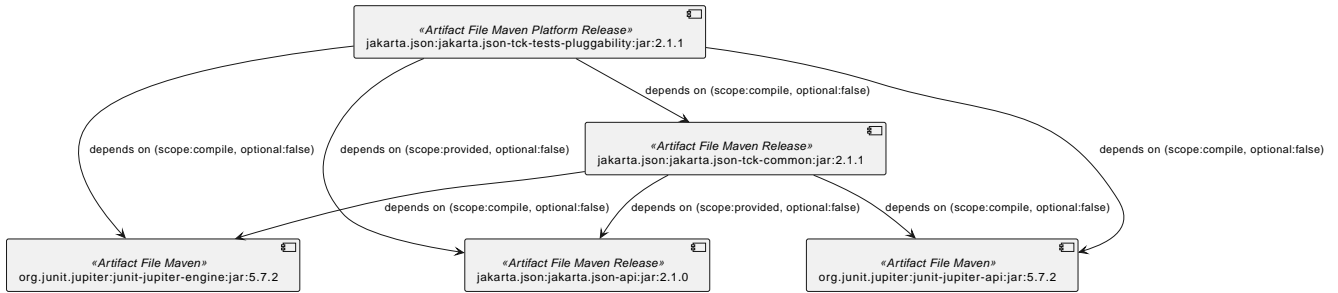 «Artifact File Maven Platform Release»
jakarta.json:jakarta.json-tck-tests-pluggability:jar:2.1.1
depends on (scope:compile, optional:false)
«Artifact File Maven Release»
jakarta.json:jakarta.json-tck-common:jar:2.1.1
depends on (scope:compile, optional:false)
depends on (scope:provided, optional:false)
depends on (scope:compile, optional:false)
depends on (scope:compile, optional:false)
depends on (scope:provided, optional:false)
depends on (scope:compile, optional:false)
«Artifact File Maven»
org.junit.jupiter:junit-jupiter-engine:jar:5.7.2
«Artifact File Maven Release»
jakarta.json:jakarta.json-api:jar:2.1.0
«Artifact File Maven»
org.junit.jupiter:junit-jupiter-api:jar:5.7.2